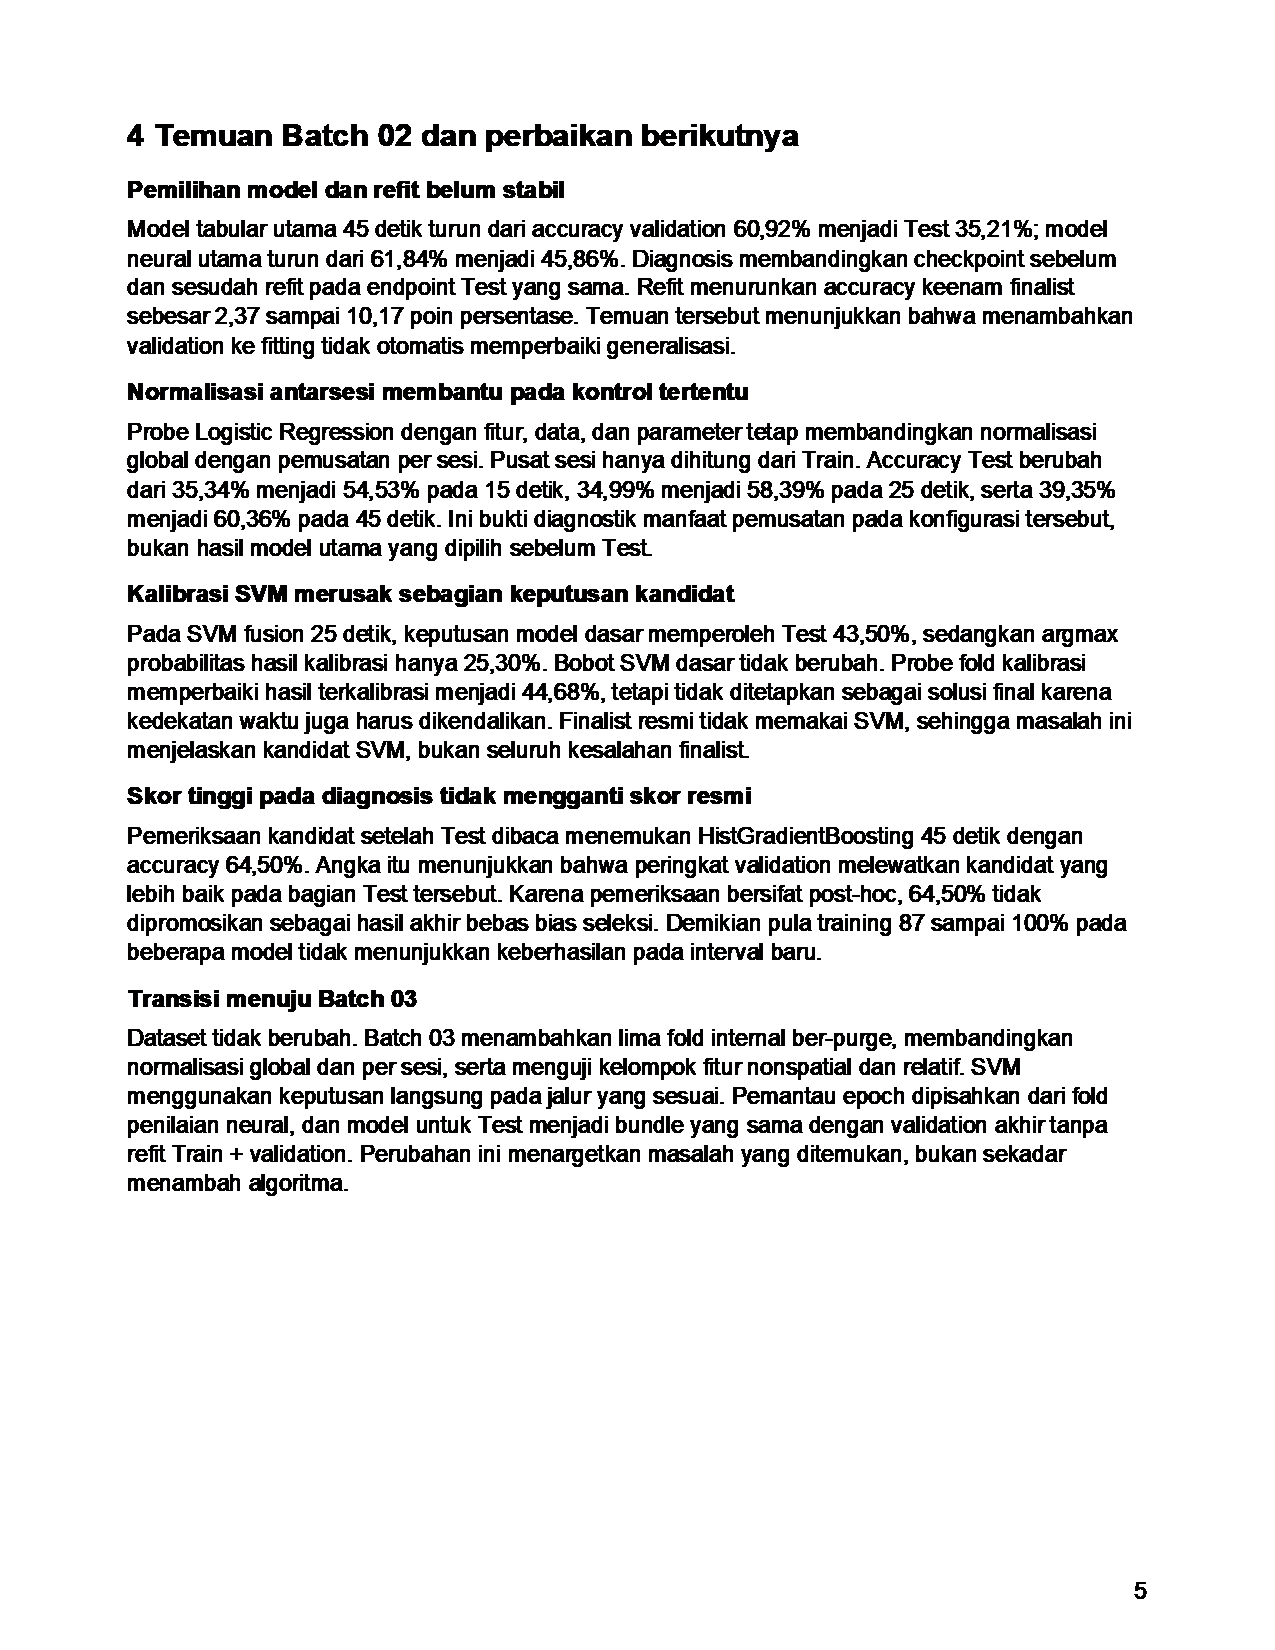 4 Temuan Batch 02 dan perbaikan berikutnya
Pemilihan model dan refit belum stabil
Model tabular utama 45 detik turun dari accuracy validation 60,92% menjadi Test 35,21%; model
neural utama turun dari 61,84% menjadi 45,86%. Diagnosis membandingkan checkpoint sebelum
dan sesudah refit pada endpoint Test yang sama. Refit menurunkan accuracy keenam finalist
sebesar 2,37 sampai 10,17 poin persentase. Temuan tersebut menunjukkan bahwa menambahkan
validation ke fitting tidak otomatis memperbaiki generalisasi.
Normalisasi antarsesi membantu pada kontrol tertentu
Probe Logistic Regression dengan fitur, data, dan parameter tetap membandingkan normalisasi
global dengan pemusatan per sesi. Pusat sesi hanya dihitung dari Train. Accuracy Test berubah
dari 35,34% menjadi 54,53% pada 15 detik, 34,99% menjadi 58,39% pada 25 detik, serta 39,35%
menjadi 60,36% pada 45 detik. Ini bukti diagnostik manfaat pemusatan pada konfigurasi tersebut,
bukan hasil model utama yang dipilih sebelum Test.
Kalibrasi SVM merusak sebagian keputusan kandidat
Pada SVM fusion 25 detik, keputusan model dasar memperoleh Test 43,50%, sedangkan argmax
probabilitas hasil kalibrasi hanya 25,30%. Bobot SVM dasar tidak berubah. Probe fold kalibrasi
memperbaiki hasil terkalibrasi menjadi 44,68%, tetapi tidak ditetapkan sebagai solusi final karena
kedekatan waktu juga harus dikendalikan. Finalist resmi tidak memakai SVM, sehingga masalah ini
menjelaskan kandidat SVM, bukan seluruh kesalahan finalist.
Skor tinggi pada diagnosis tidak mengganti skor resmi
Pemeriksaan kandidat setelah Test dibaca menemukan HistGradientBoosting 45 detik dengan
accuracy 64,50%. Angka itu menunjukkan bahwa peringkat validation melewatkan kandidat yang
lebih baik pada bagian Test tersebut. Karena pemeriksaan bersifat post-hoc, 64,50% tidak
dipromosikan sebagai hasil akhir bebas bias seleksi. Demikian pula training 87 sampai 100% pada
beberapa model tidak menunjukkan keberhasilan pada interval baru.
Transisi menuju Batch 03
Dataset tidak berubah. Batch 03 menambahkan lima fold internal ber-purge, membandingkan
normalisasi global dan per sesi, serta menguji kelompok fitur nonspatial dan relatif. SVM
menggunakan keputusan langsung pada jalur yang sesuai. Pemantau epoch dipisahkan dari fold
penilaian neural, dan model untuk Test menjadi bundle yang sama dengan validation akhir tanpa
refit Train + validation. Perubahan ini menargetkan masalah yang ditemukan, bukan sekadar
menambah algoritma.
5